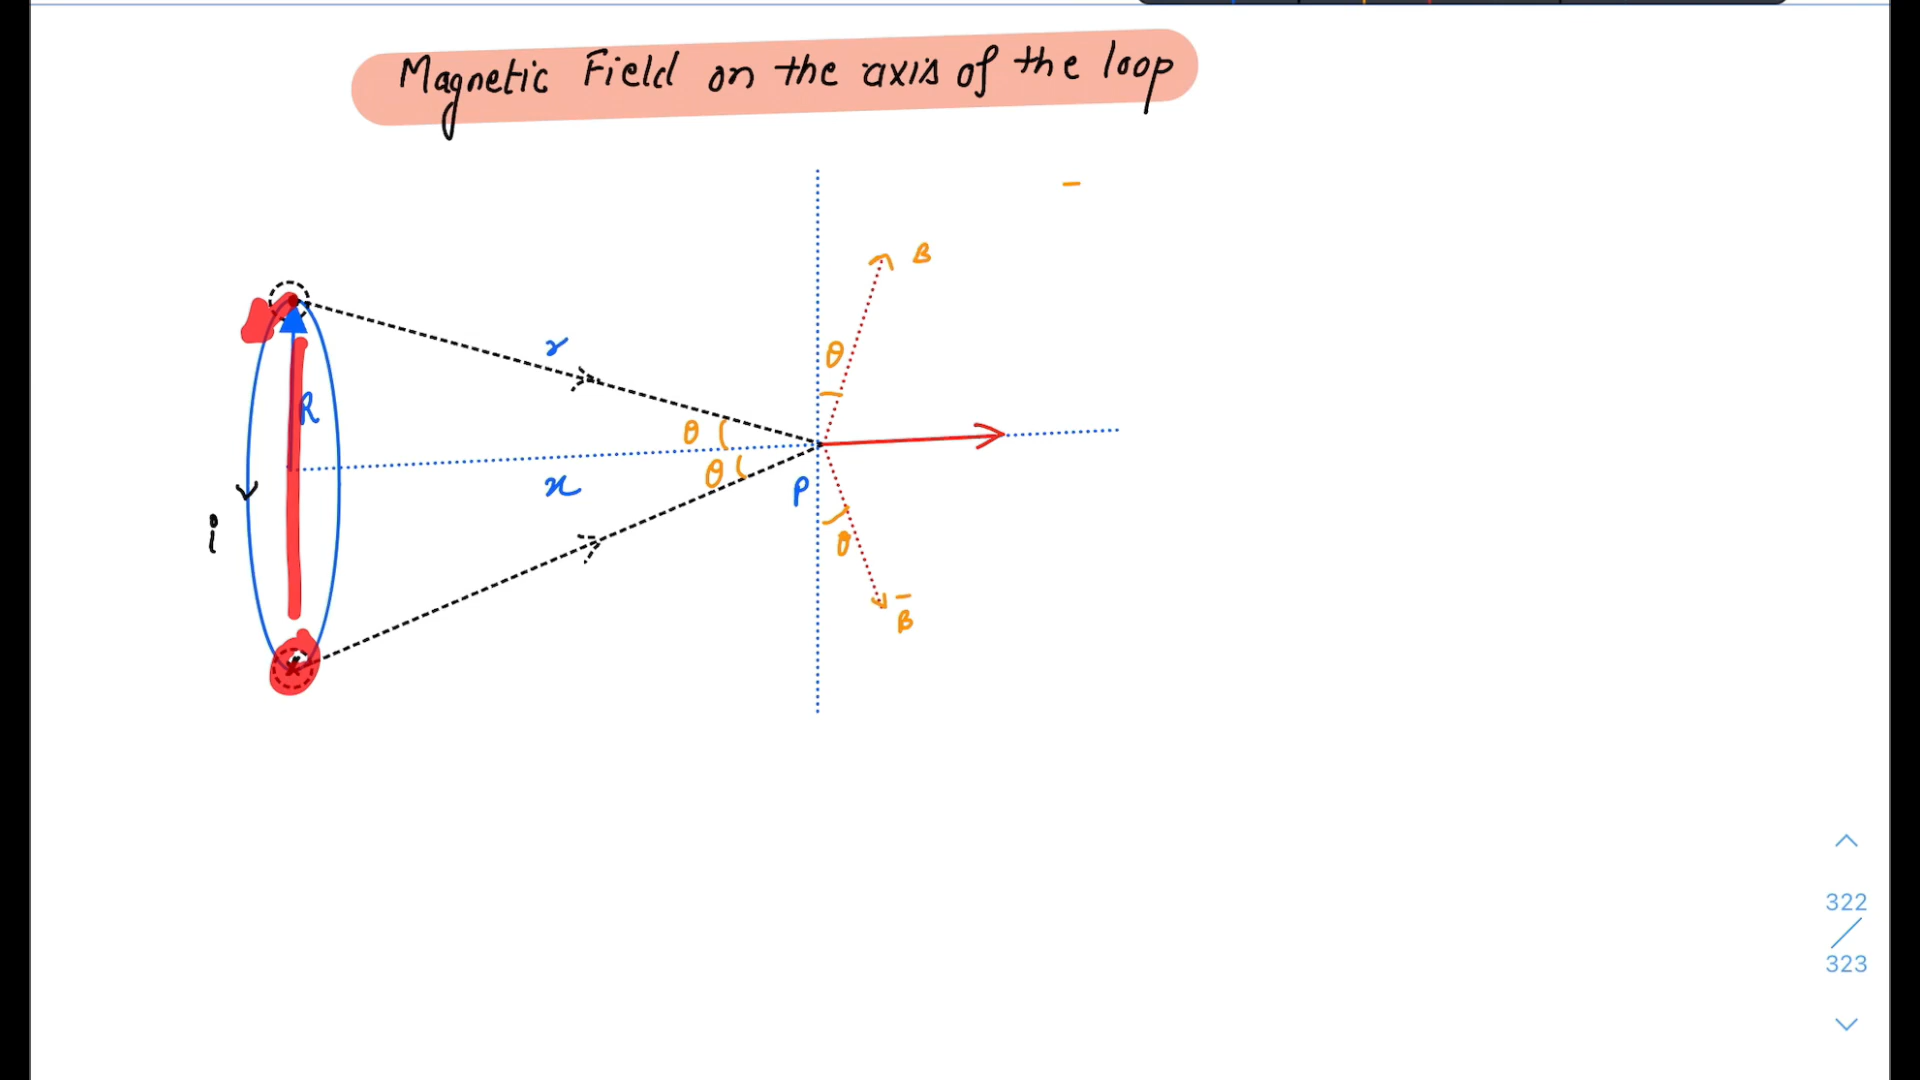 Magnetic Field on the axis of the loop
B
θ
r
R
θ
θ
x
P
i
θ
B
322
323